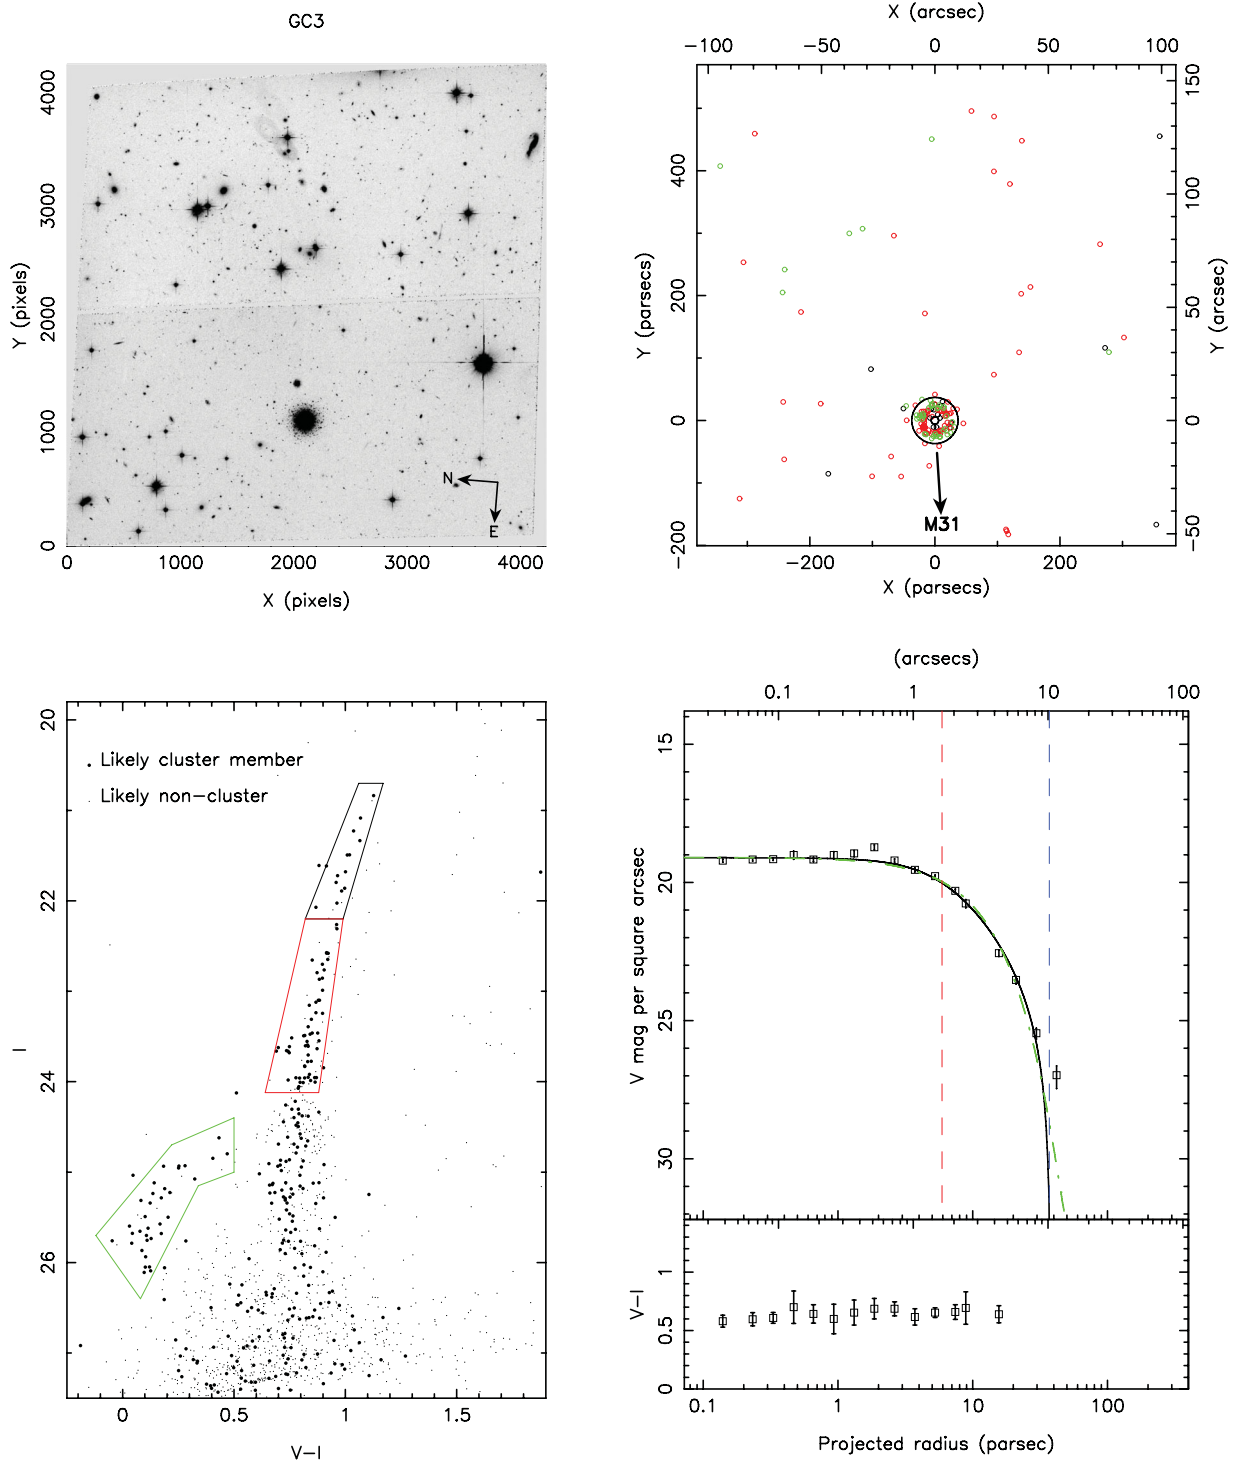 GC3
4000
3000
2000
1000
0
Y (pixels)
N
E
0 1000 2000 3000 4000
X (pixels)
X (arcsec)
−100 −50 0 50 100
400
200
0
−200
Y (parsecs)
150
100
50
0
−50
Y (arcsec)
M31
−200 0 200
X (parsecs)
Likely cluster member
Likely non−cluster
20
22
24
26
I
0 0.5 1 1.5
V−I
(arcsecs)
0.1 1 10 100
15
20
25
30
V mag per square arcsec
1
0.5
0
V−I
0.1 1 10 100
Projected radius (parsec)